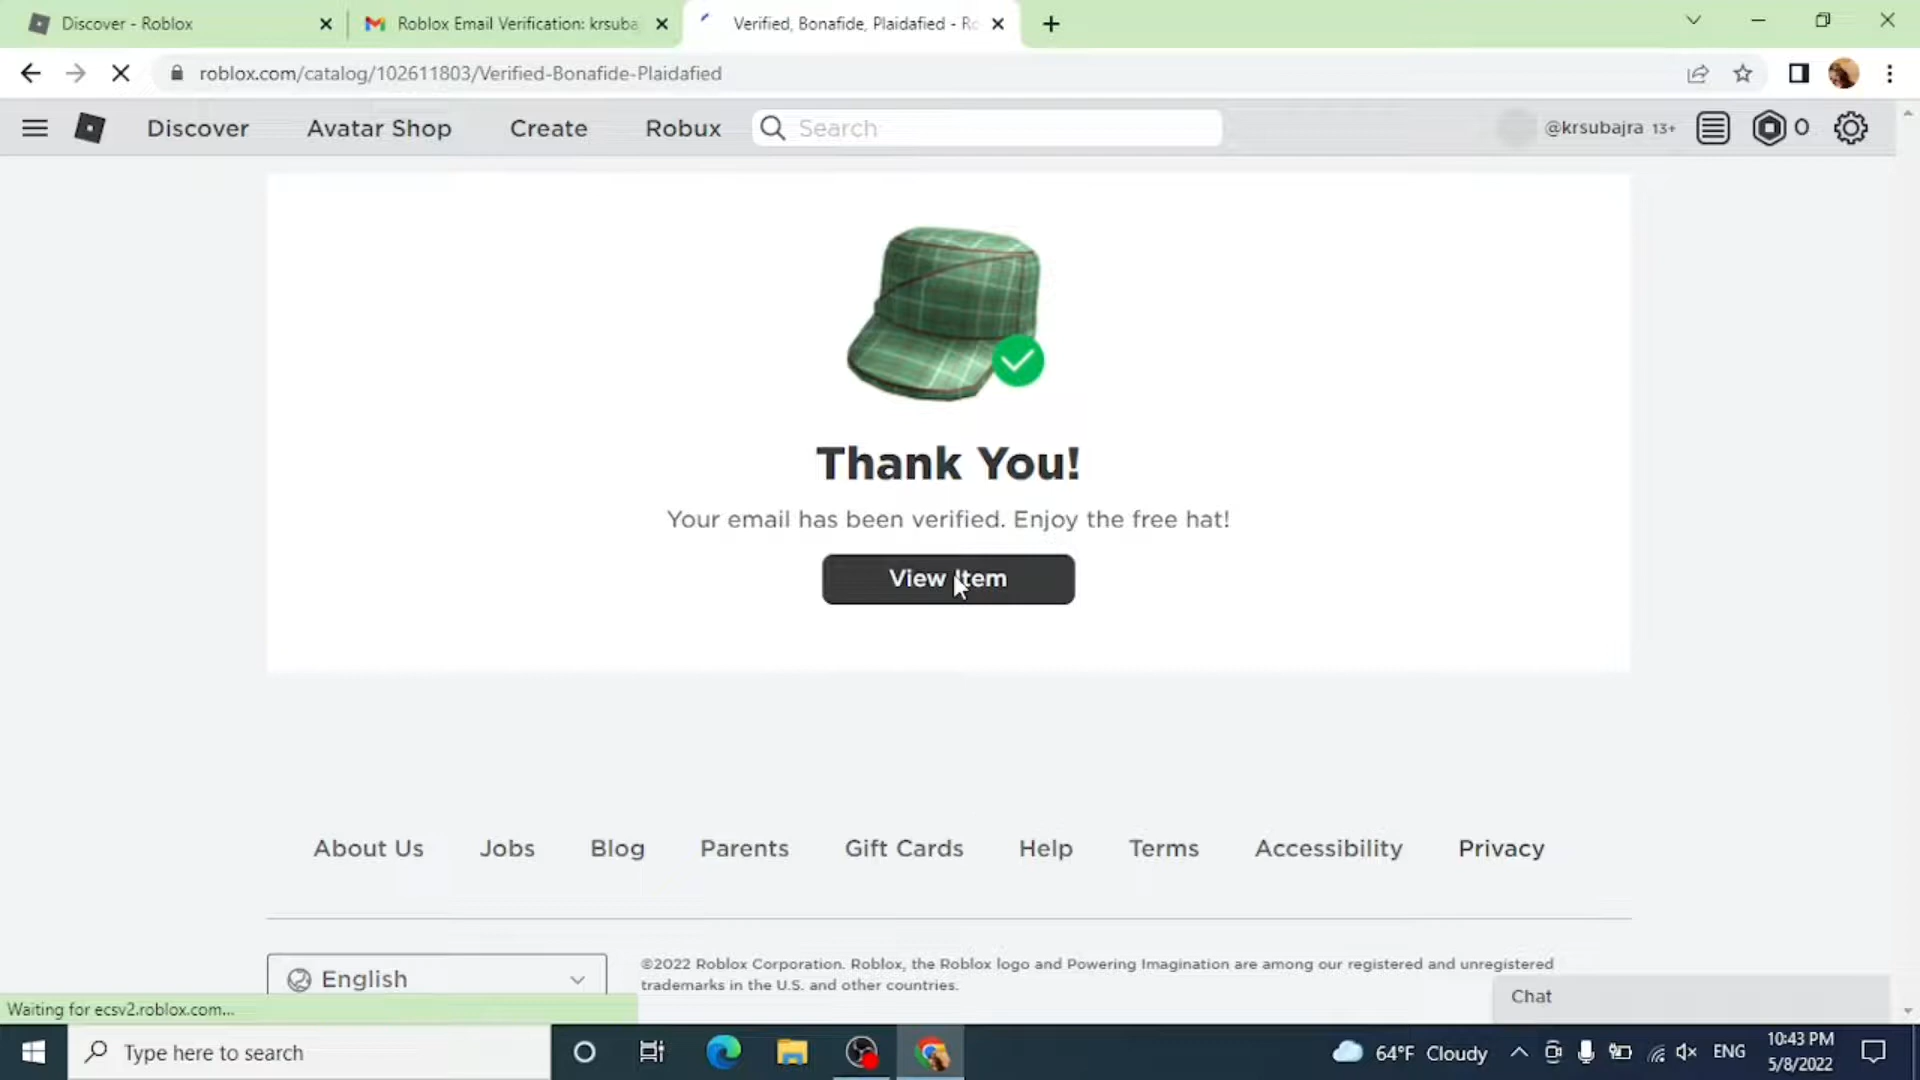 Discover - Roblox
Roblox Email Verification: krsuba
Verified, Bonafide, Plaidafied - Ro
roblox.com/catalog/102611803/Verified-Bonafide-Plaidafied
Discover Avatar Shop Create Robux Search @krsubajra 13+ 0
Thank You!
Your email has been verified. Enjoy the free hat!
View Item
About Us Jobs Blog Parents Gift Cards Help Terms Accessibility Privacy
English
©2022 Roblox Corporation. Roblox, the Roblox logo and Powering Imagination are among our registered and unregistered
trademarks in the U.S. and other countries.
Chat
Waiting for ecsv2.roblox.com...
Type here to search
64°F Cloudy
ENG
10:43 PM
5/8/2022